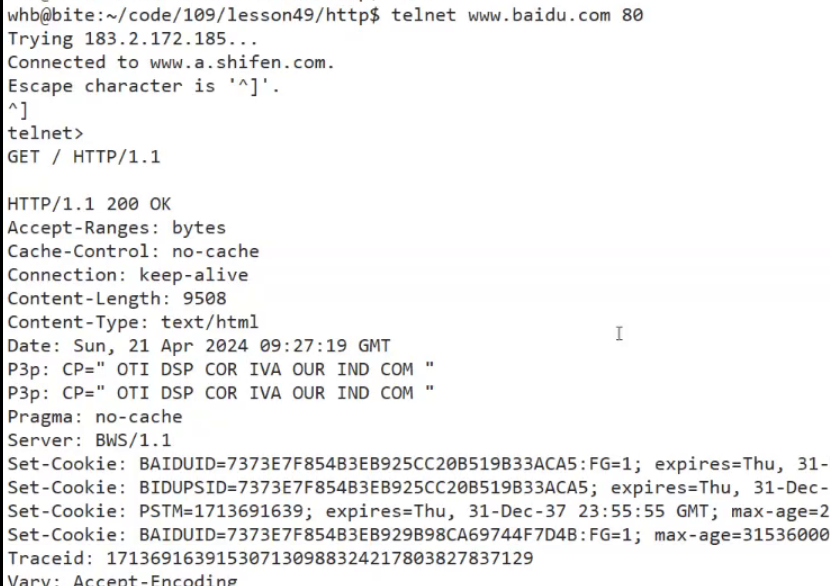 whb@bite:~/code/109/lesson49/http$ telnet www.baidu.com 80
Trying 183.2.172.185...
Connected to www.a.shifen.com.
Escape character is '^]'.
^]
telnet>
GET / HTTP/1.1
HTTP/1.1 200 OK
Accept-Ranges: bytes
Cache-Control: no-cache
Connection: keep-alive
Content-Length: 9508
Content-Type: text/html
Date: Sun, 21 Apr 2024 09:27:19 GMT
P3p: CP=" OTI DSP COR IVA OUR IND COM "
P3p: CP=" OTI DSP COR IVA OUR IND COM "
Pragma: no-cache
Server: BWS/1.1
Set-Cookie: BAIDUID=7373E7F854B3EB925CC20B519B33ACA5:FG=1; expires=Thu, 31-
Set-Cookie: BIDUPSID=7373E7F854B3EB925CC20B519B33ACA5; expires=Thu, 31-Dec-
Set-Cookie: PSTM=1713691639; expires=Thu, 31-Dec-37 23:55:55 GMT; max-age=2
Set-Cookie: BAIDUID=7373E7F854B3EB929B98CA69744F7D4B:FG=1; max-age=31536000
Traceid: 1713691639153071309883242178038278​37129
Vary: Accept-Encoding